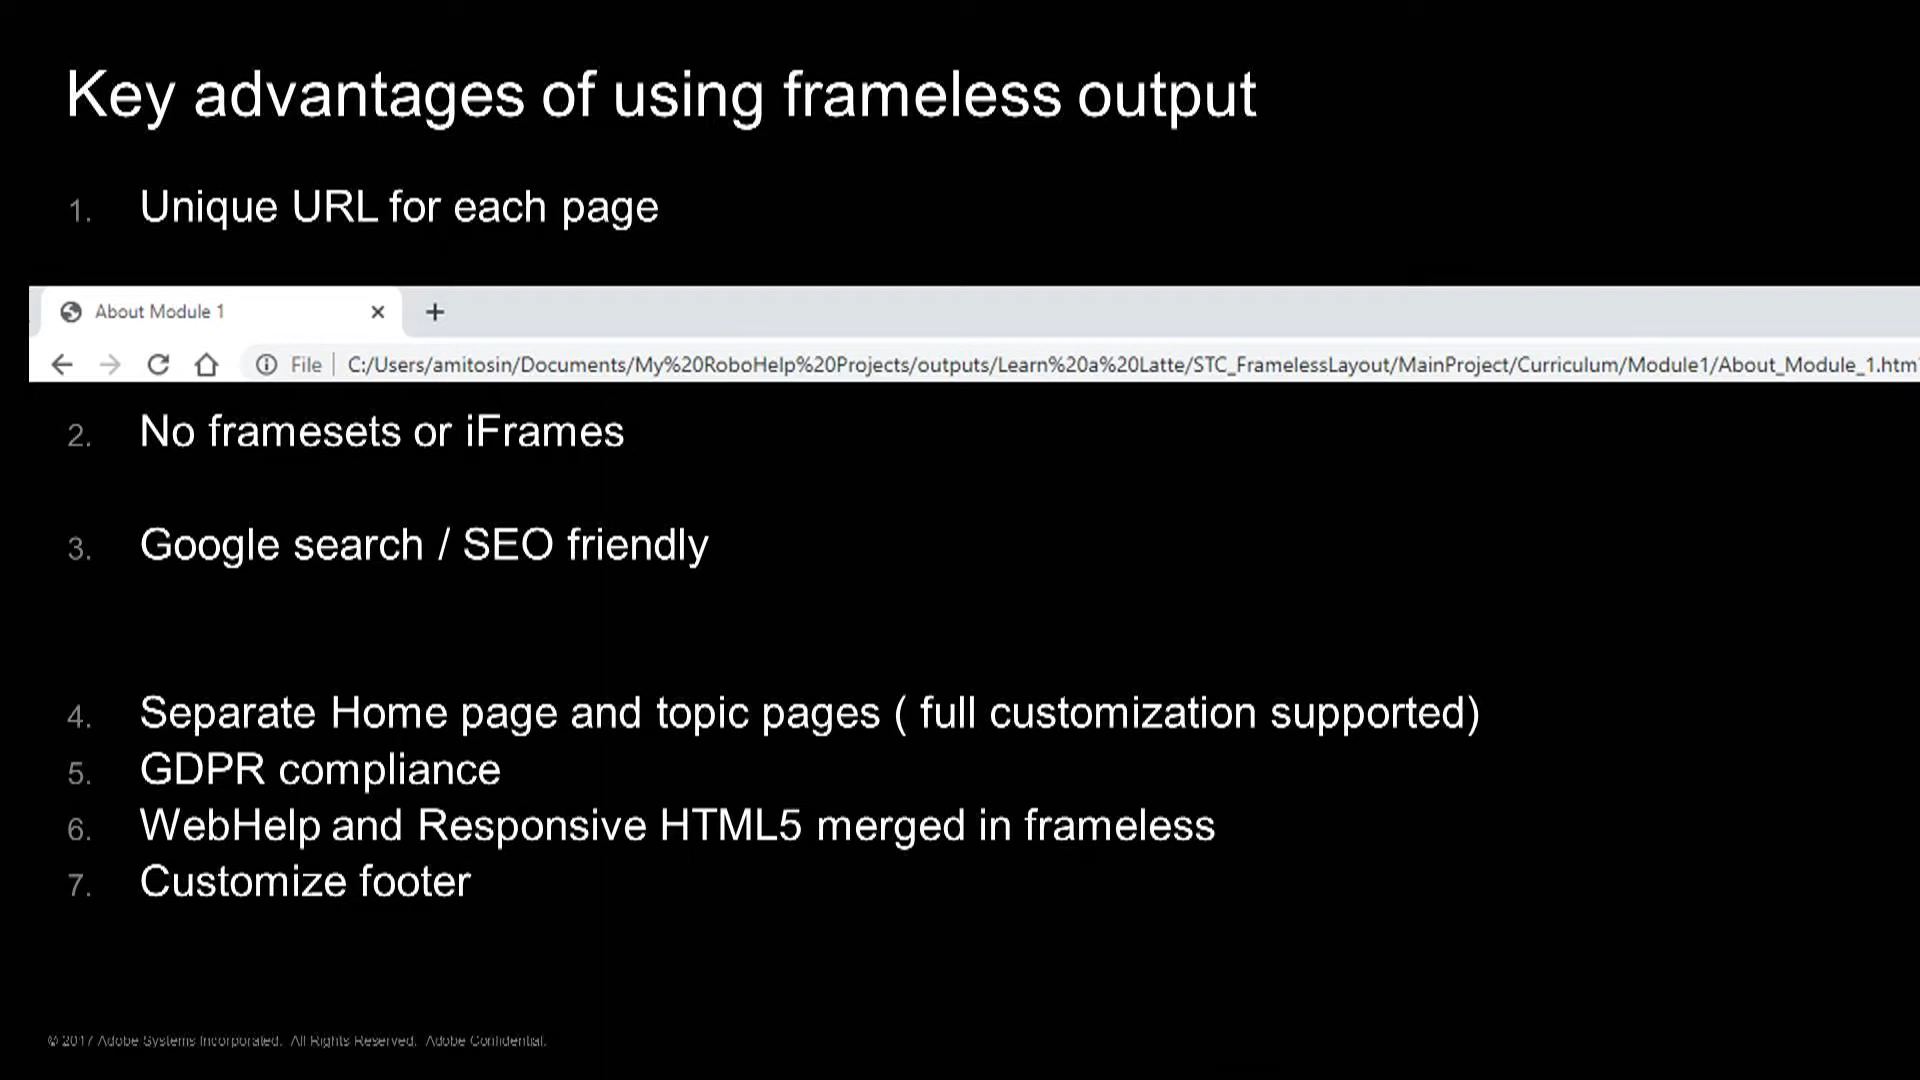 Key advantages of using frameless output
1. Unique URL for each page
About Module 1
File C:/Users/amitosin/Documents/My%20RoboHelp%20Projects/outputs/Learn%20a%20Latte/STC_FramelessLayout/MainProject/Curriculum/Module1/About_Module_1.htm
2. No framesets or iFrames
3. Google search / SEO friendly
4. Separate Home page and topic pages ( full customization supported)
5. GDPR compliance
6. WebHelp and Responsive HTML5 merged in frameless
7. Customize footer
© 2017 Adobe Systems Incorporated. All Rights Reserved. Adobe Confidential.